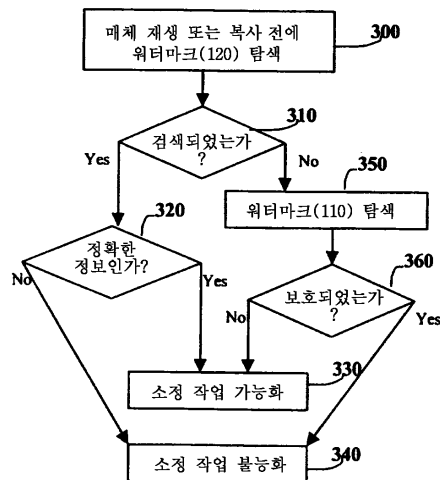 매체 재생 또는 복사 전에
워터마크(120) 탐색
300
310
검색되었는가
?
Yes
No
350
320
워터마크(110) 탐색
정확한
정보인가?
360
No
Yes
보호되었는가
?
No
Yes
330
소정 작업 가능화
340
소정 작업 불능화